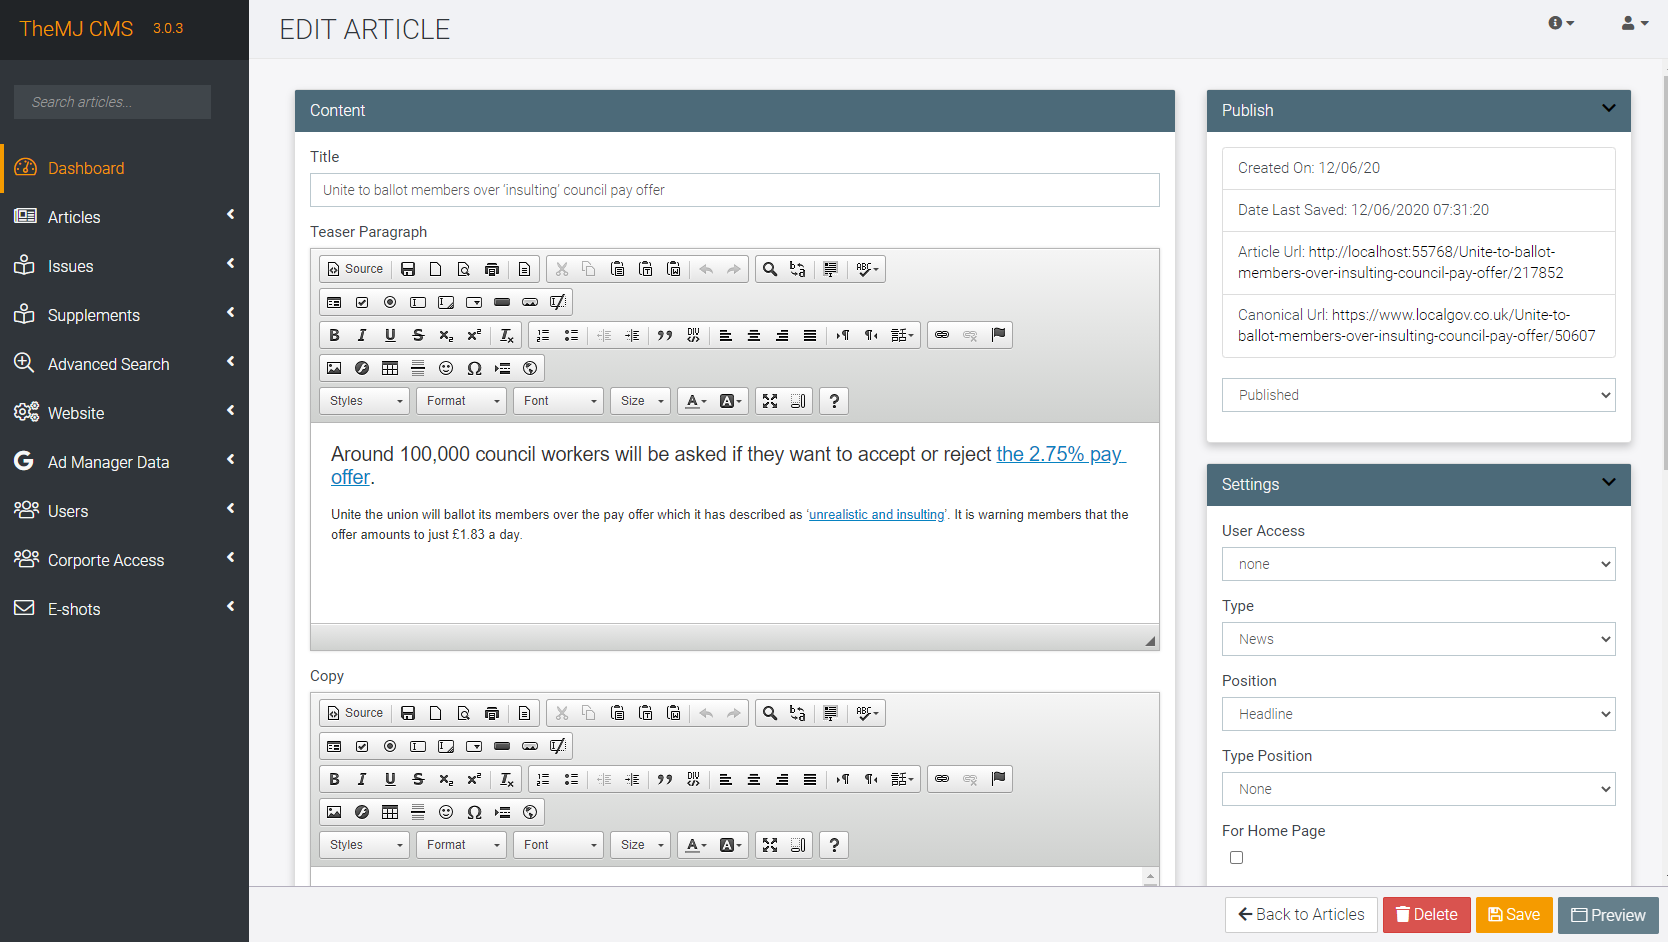 TheMJ CMS 3.0.3
EDIT ARTICLE
Search articles...
Dashboard
Articles
Issues
Supplements
Advanced Search
Website
Ad Manager Data
Users
Corporte Access
E-shots
Content
Title
Unite to ballot members over 'insulting' council pay offer
Teaser Paragraph
Source
Styles Format Font Size
Around 100,000 council workers will be asked if they want to accept or reject the 2.75% pay
offer.
Unite the union will ballot its members over the pay offer which it has described as ‘unrealistic and insulting’. It is warning members that the
offer amounts to just £1.83 a day.
Copy
Source
Styles Format Font Size
Publish
Created On: 12/06/20
Date Last Saved: 12/06/2020 07:31:20
Article Url: http://localhost:55768/Unite-to-ballot-
members-over-insulting-council-pay-offer/217852
Canonical Url: https://www.localgov.co.uk/Unite-to-
ballot-members-over-insulting-council-pay-offer/50607
Published
Settings
User Access
none
Type
News
Position
Headline
Type Position
None
For Home Page
Back to Articles Delete Save Preview